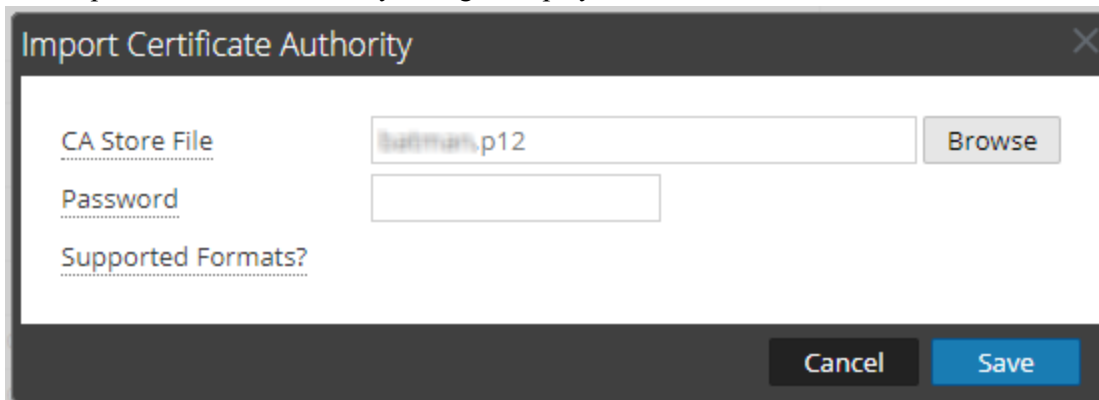 Import Certificate Authority
CA Store File
.p12
Browse
Password
Supported Formats?
Cancel
Save